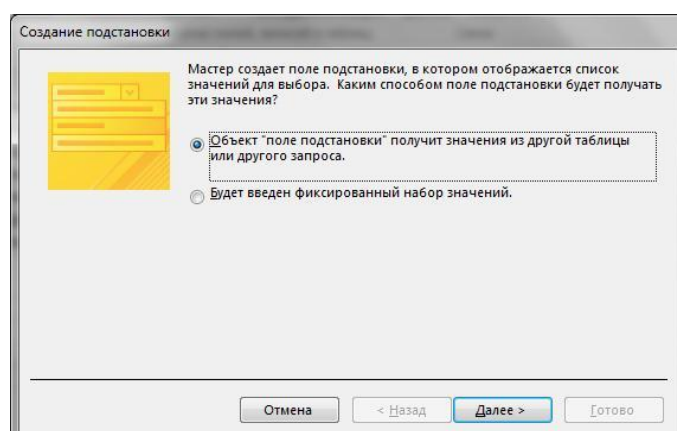 Создание подстановки
Мастер создает поле подстановки, в котором отображается список
значений для выбора. Каким способом поле подстановки будет получать
эти значения?
Объект "поле подстановки" получит значения из другой таблицы
или другого запроса.
Будет введен фиксированный набор значений.
Отмена
< Назад
Далее >
Готово